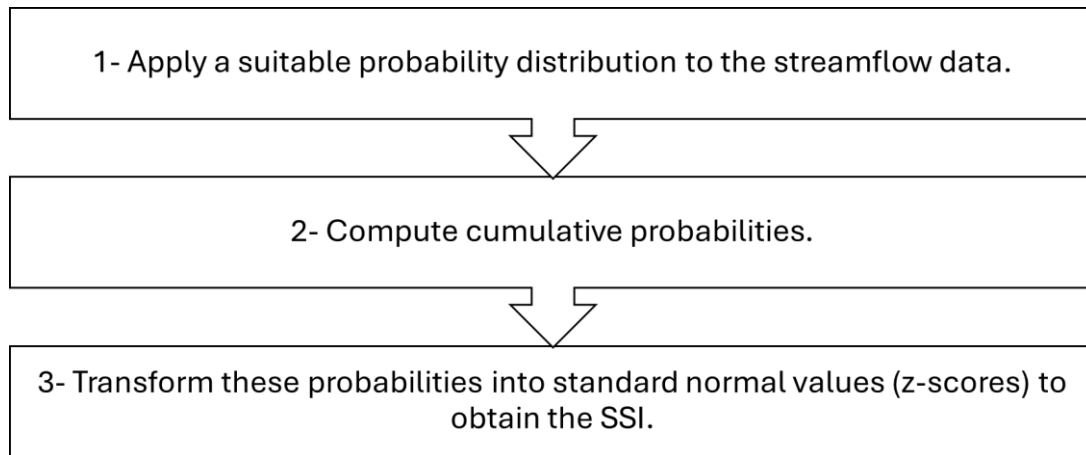 1- Apply a suitable probability distribution to the streamflow data.
2- Compute cumulative probabilities.
3- Transform these probabilities into standard normal values (z-scores) to
obtain the SSI.